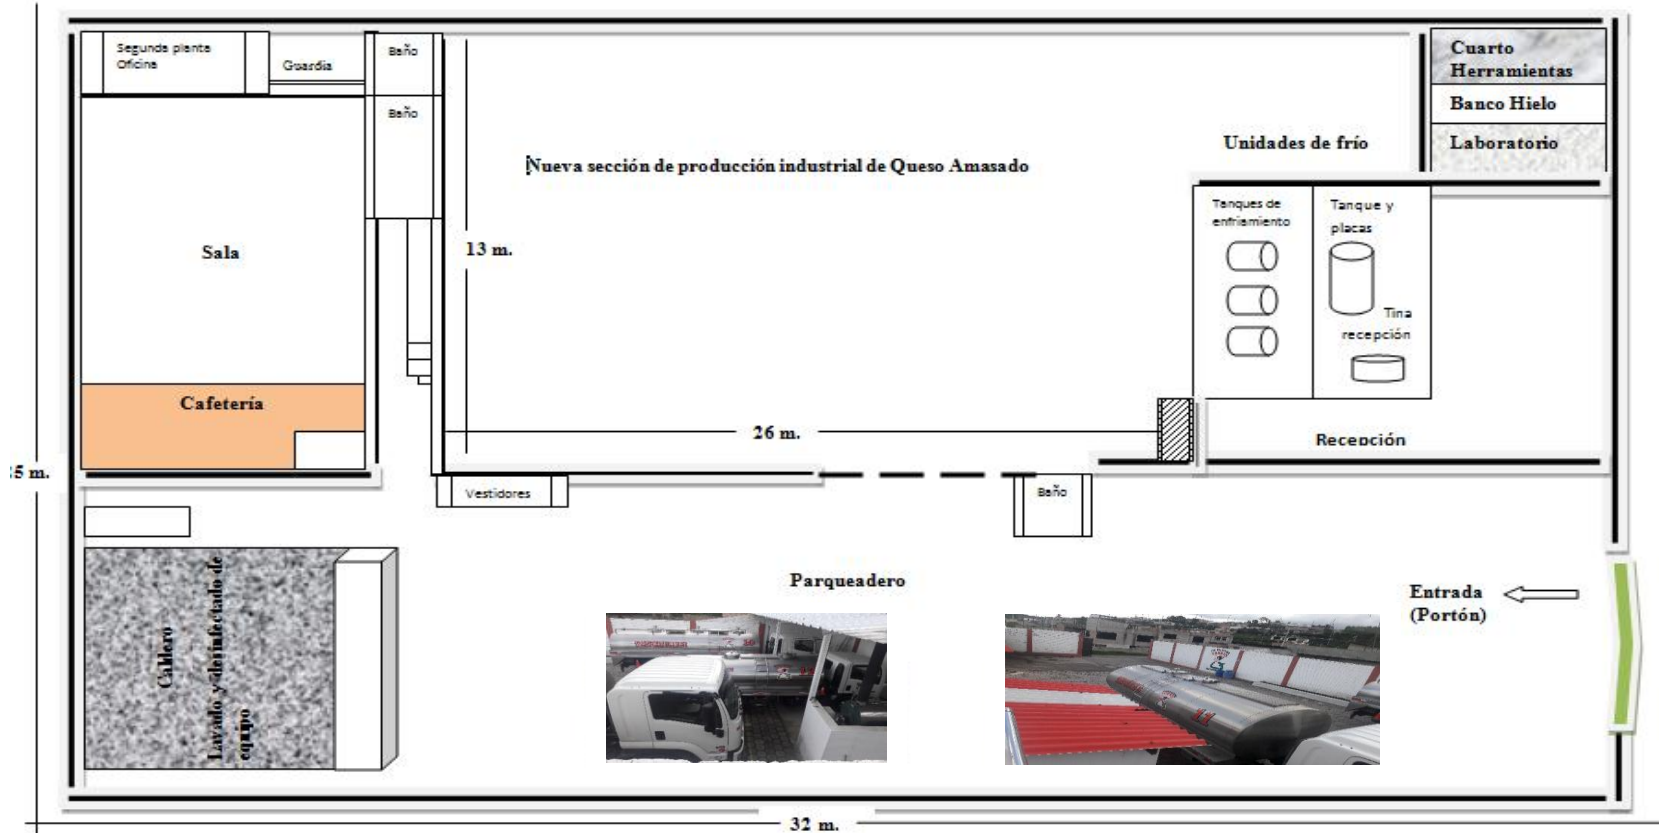 Segunda planta
Oficina
Guardia
Baño
Baño
Sala
Cafetería
13 m.
Nueva sección de producción industrial de Queso Amasado
26 m.
Unidades de frío
Cuarto
Herramientas
Banco Hielo
Laboratorio
Tanques de
enfriamiento
Tanque y
placas
Tina
recepción
Recepción
5 m.
Vestidores
Baño
Caldero
Lavado y desinfectado de
equipo
Parqueadero
11
Entrada
(Portón)
32 m.